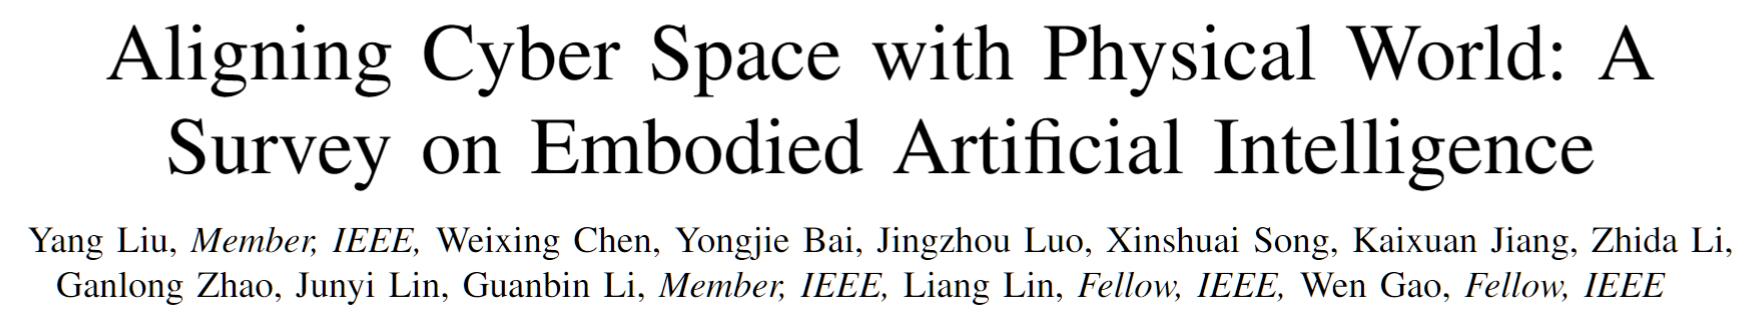 Aligning Cyber Space with Physical World: A
Survey on Embodied Artificial Intelligence
Yang Liu, Member, IEEE, Weixing Chen, Yongjie Bai, Jingzhou Luo, Xinshuai Song, Kaixuan Jiang, Zhida Li,
Ganlong Zhao, Junyi Lin, Guanbin Li, Member, IEEE, Liang Lin, Fellow, IEEE, Wen Gao, Fellow, IEEE